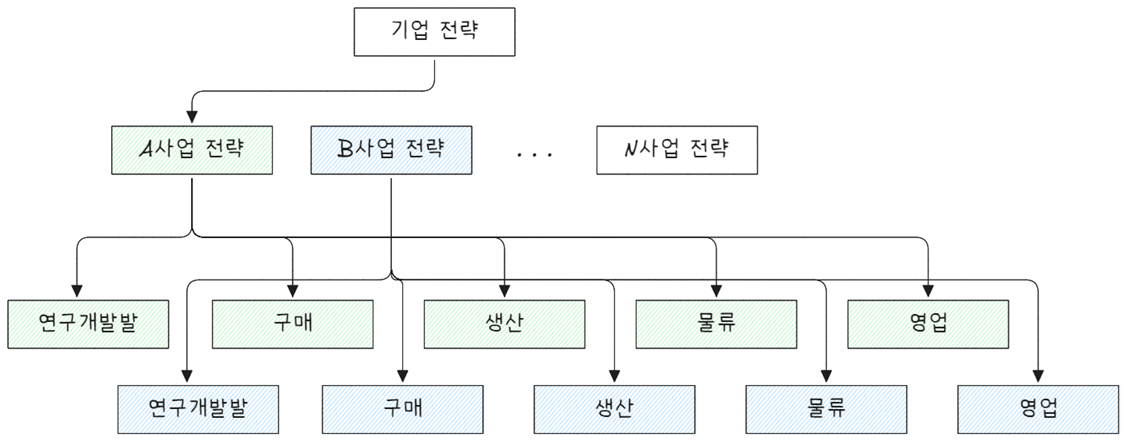 기업 전략
A사업 전략
B사업 전략
...
N사업 전략
연구개발발
구매
생산
물류
영업
연구개발발
구매
생산
물류
영업